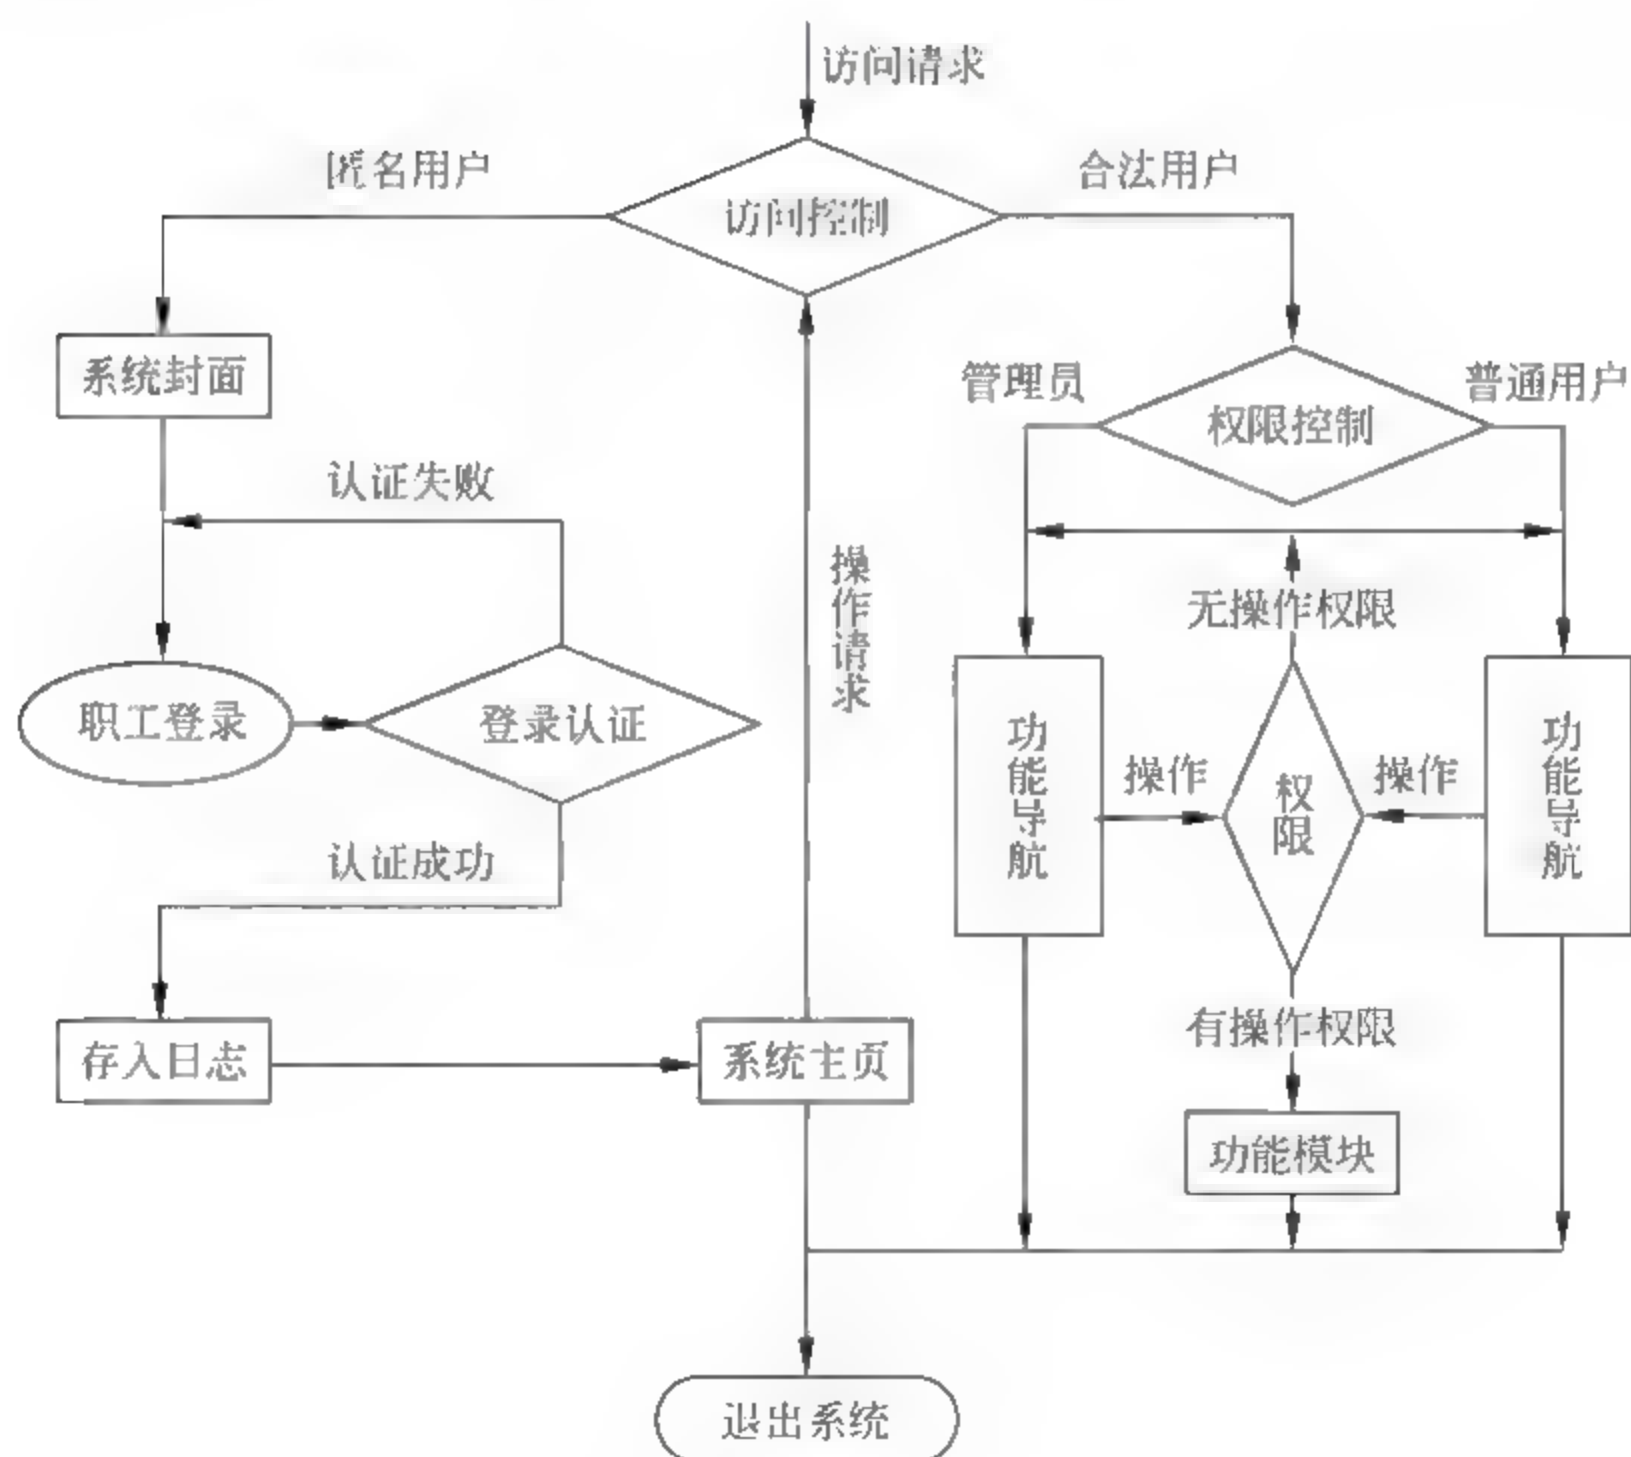 访问请求
匿名用户
合法用户
访问控制
系统封面
管理员
普通用户
权限控制
认证失败
操作请求
无操作权限
职工登录
登录认证
功能导航
操作
权限
操作
功能导航
认证成功
有操作权限
存入日志
系统主页
功能模块
退出系统